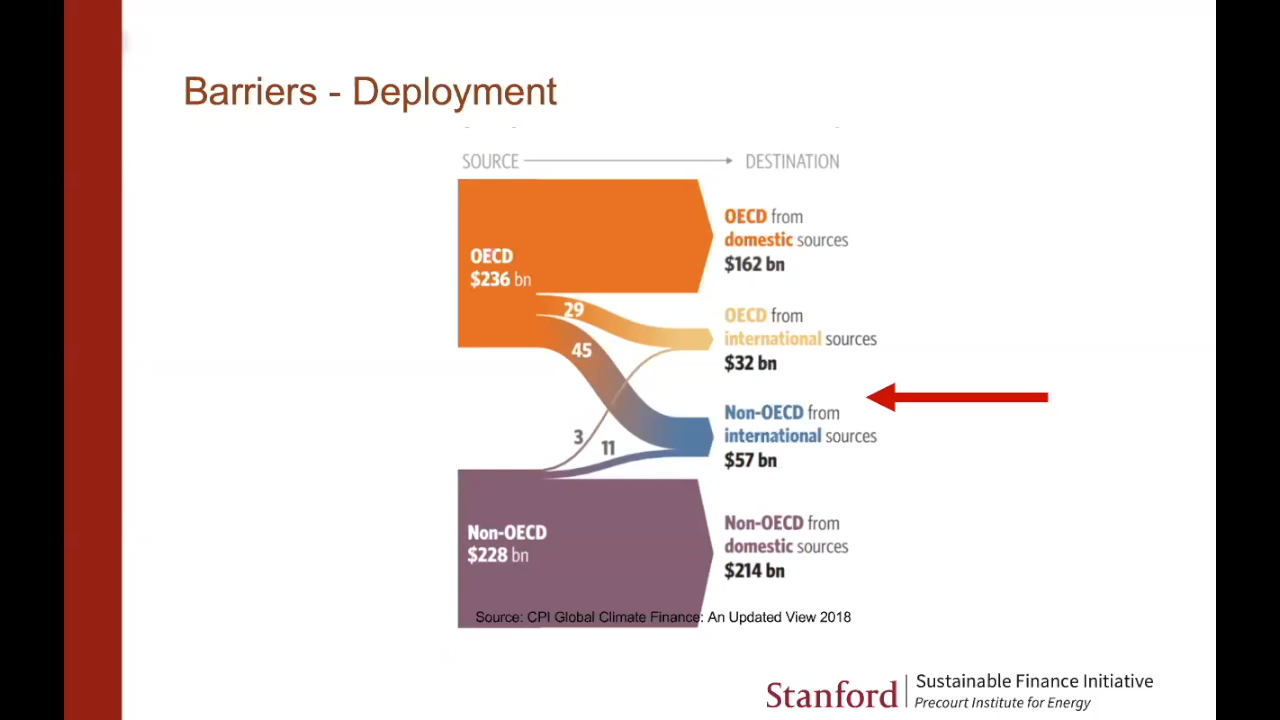 Barriers - Deployment
SOURCE
DESTINATION
OECD
$236 bn
29
45
3
11
Non-OECD
$228 bn
OECD from
domestic sources
$162 bn
OECD from
international sources
$32 bn
Non-OECD from
international sources
$57 bn
Non-OECD from
domestic sources
$214 bn
Source: CPI Global Climate Finance: An Updated View 2018
Stanford
Sustainable Finance Initiative
Precourt Institute for Energy